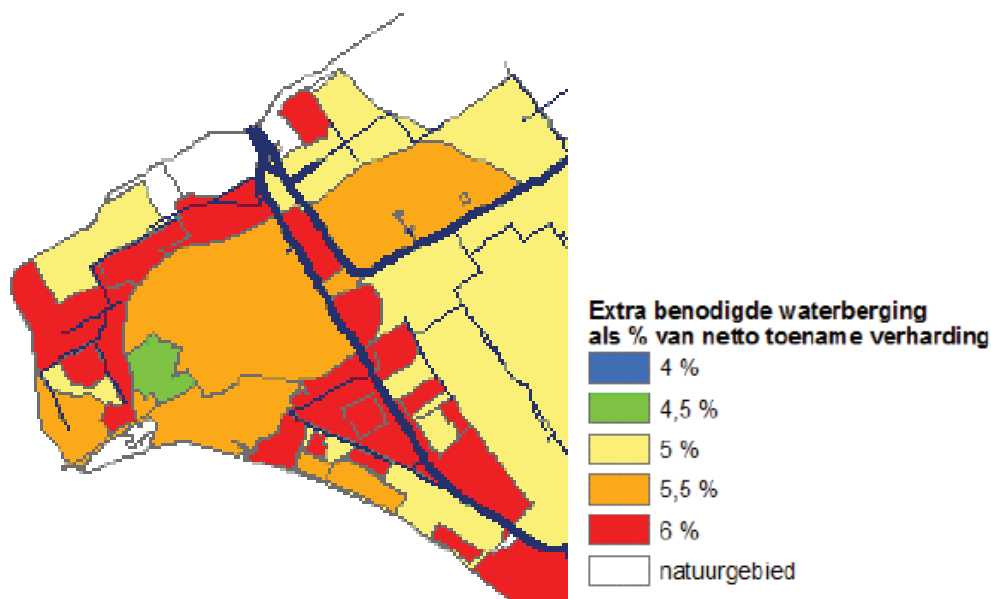 Extra benodigde waterberging
als % van netto toename verharding
4 %
4,5 %
5 %
5,5 %
6 %
natuurgebied